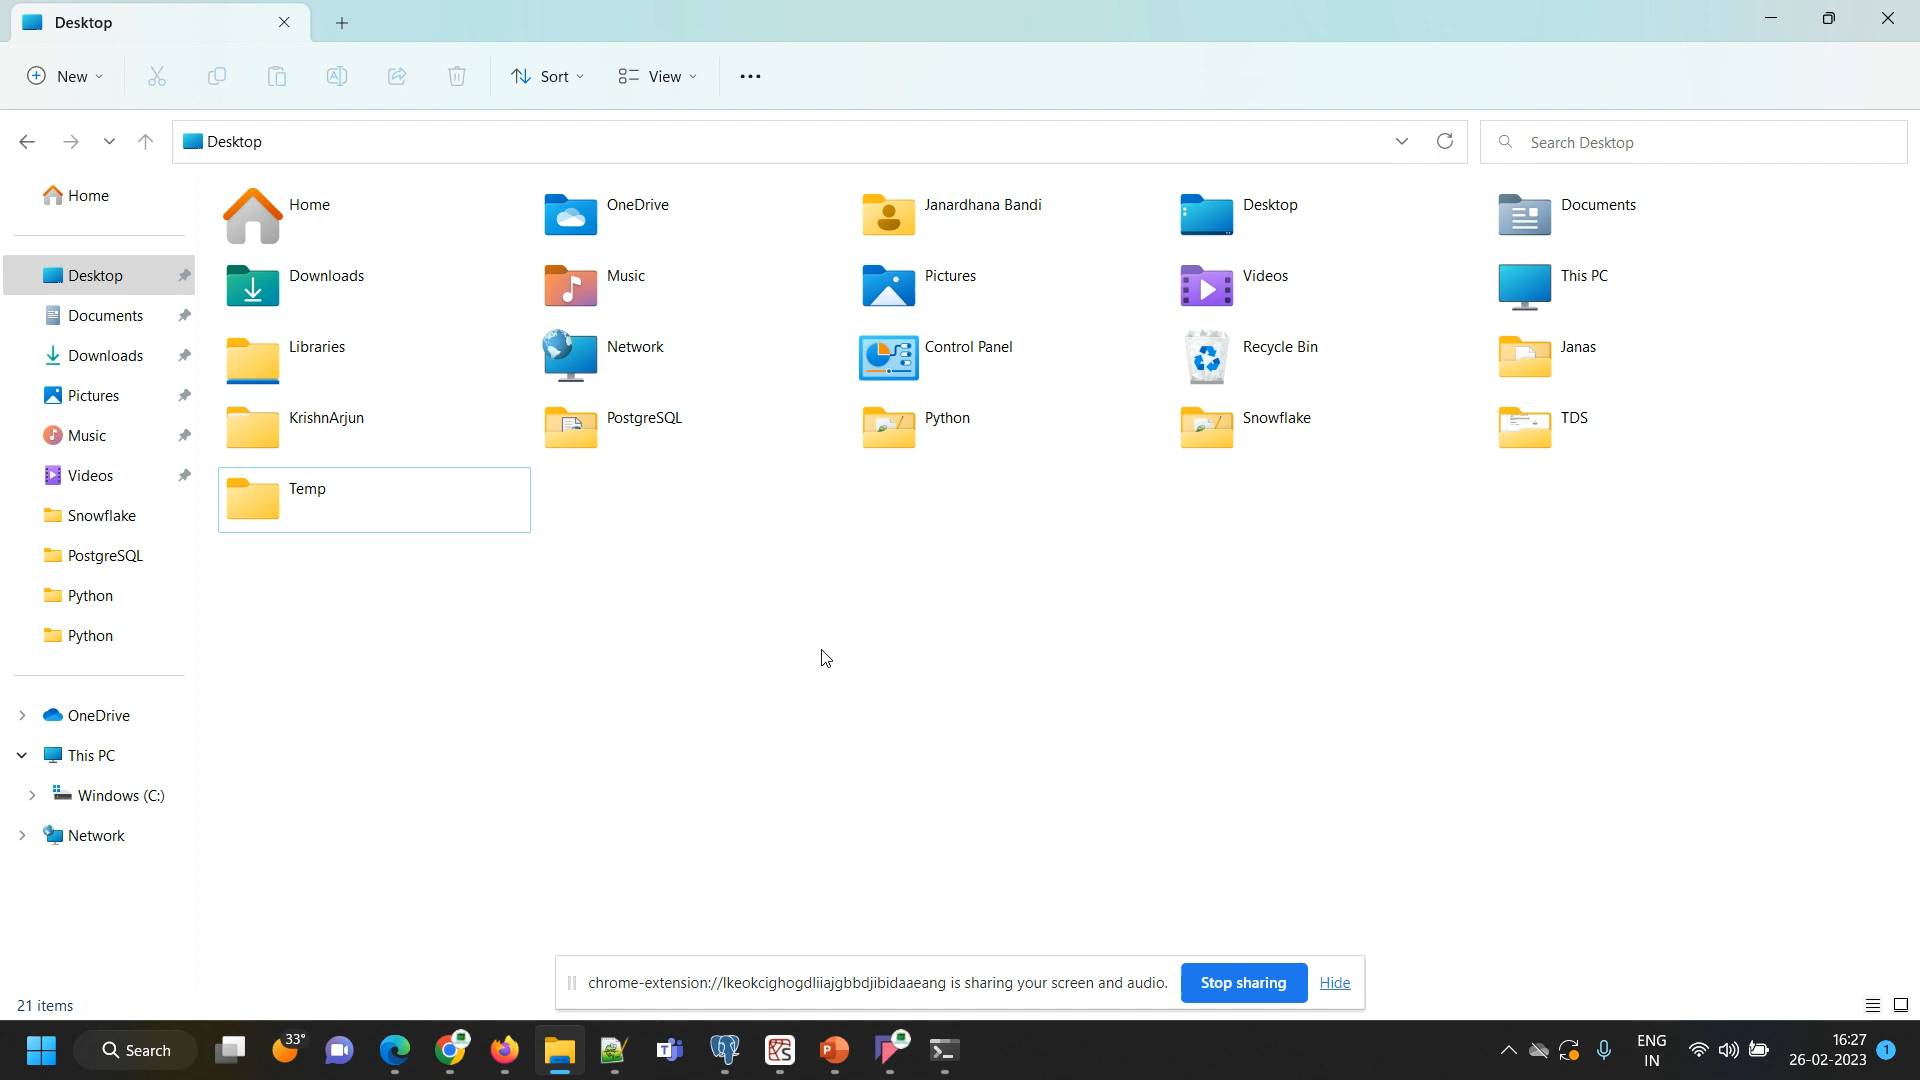 Desktop
New
Sort
View
Desktop
Search Desktop
Home
Desktop
Documents
Downloads
Pictures
Music
Videos
Snowflake
PostgreSQL
Python
Python
OneDrive
This PC
Windows (C:)
Network
Home
OneDrive
Janardhana Bandi
Desktop
Documents
Downloads
Music
Pictures
Videos
This PC
Libraries
Network
Control Panel
Recycle Bin
Janas
KrishnArjun
PostgreSQL
Python
Snowflake
TDS
Temp
chrome-extension://lkeokcighogdliiajgbbdjibidaaeang is sharing your screen and audio.
Stop sharing
Hide
21 items
Search
33°
ENG
IN
16:27
26-02-2023
1